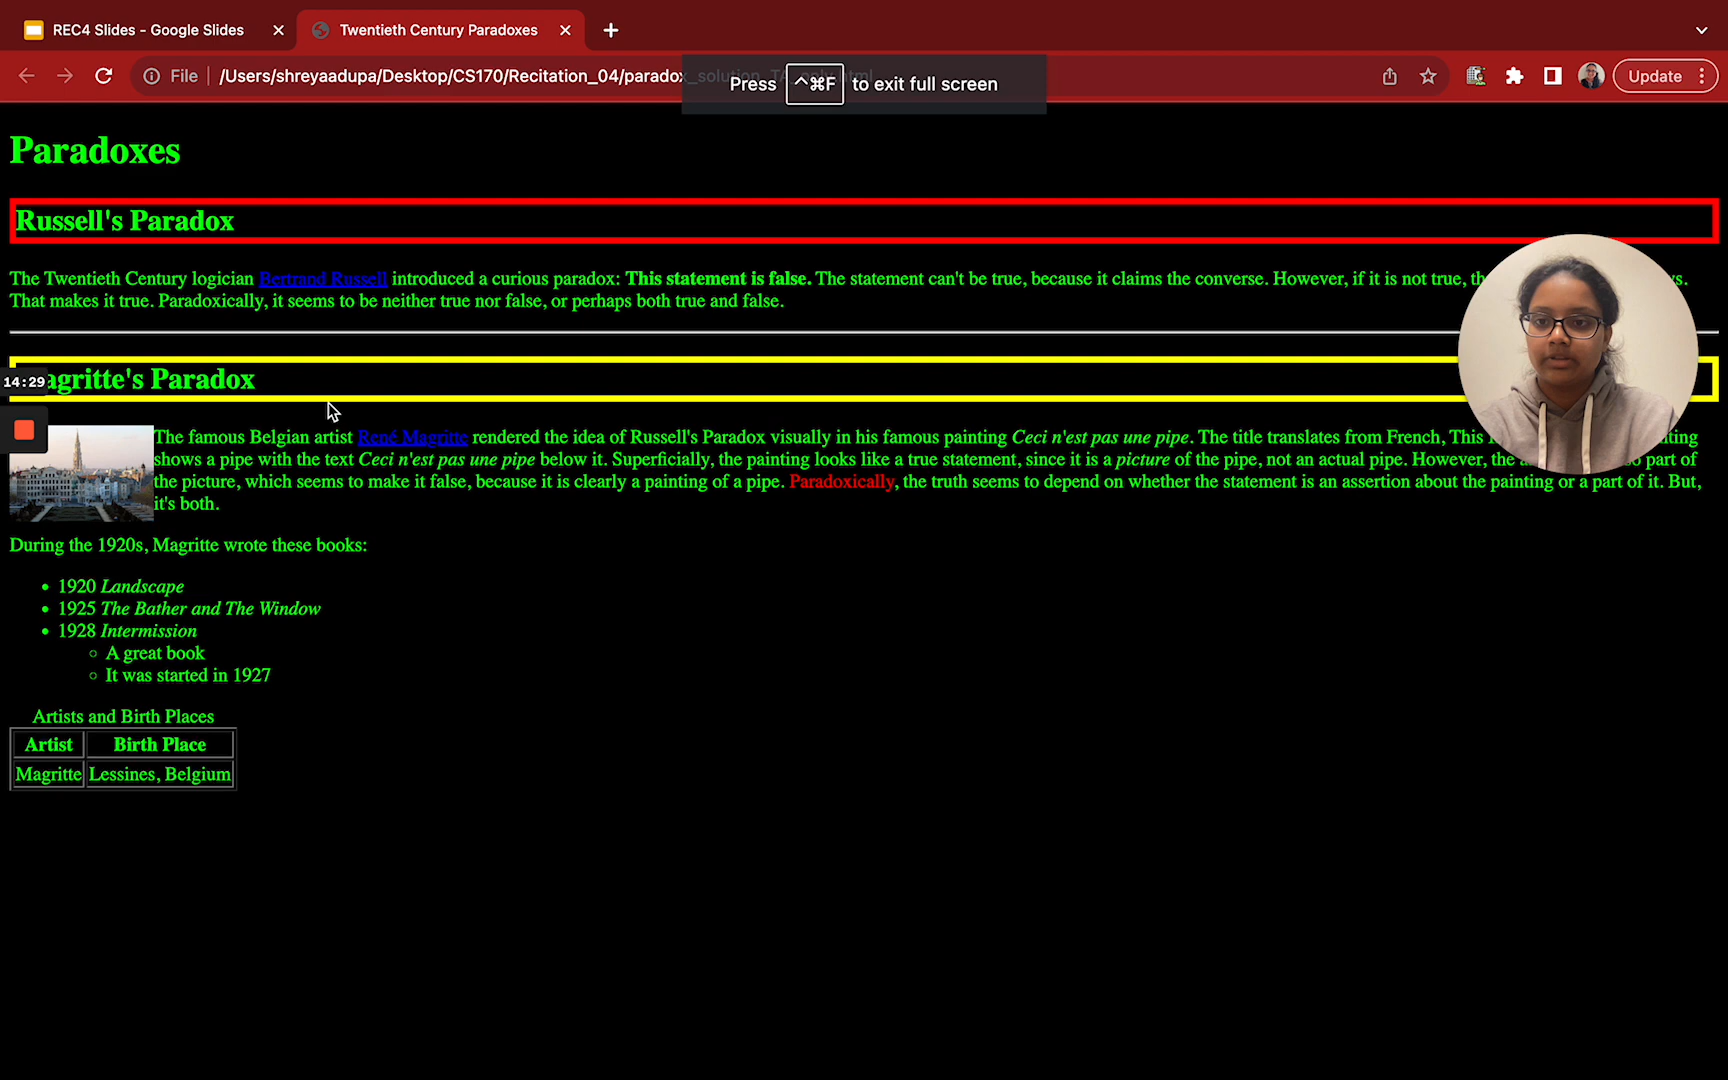 REC4 Slides - Google Slides
Twentieth Century Paradoxes
File
/Users/shreyaadupa/Desktop/CS170/Recitation_04/paradox_solution_TA_only.html
Update
Press ^⌘F to exit full screen
Paradoxes
Russell's Paradox
The Twentieth Century logician Bertrand Russell introduced a curious paradox: This statement is false. The statement can't be true, because it claims the converse. However, if it is not true,
That makes it true. Paradoxically, it seems to be neither true nor false, or perhaps both true and false.
14:29
agritte's Paradox
The famous Belgian artist René Magritte rendered the idea of Russell's Paradox visually in his famous painting Ceci n'est pas une pipe. The title translates from French, This
shows a pipe with the text Ceci n'est pas une pipe below it. Superficially, the painting looks like a true statement, since it is a picture of the pipe, not an actual pipe. However, the part of
the picture, which seems to make it false, because it is clearly a painting of a pipe. Paradoxically, the truth seems to depend on whether the statement is an assertion about the painting or a part of it. But,
it's both.
During the 1920s, Magritte wrote these books:
• 1920 Landscape
• 1925 The Bather and The Window
• 1928 Intermission
◦ A great book
◦ It was started in 1927
Artists and Birth Places
Artist Birth Place
Magritte Lessines, Belgium